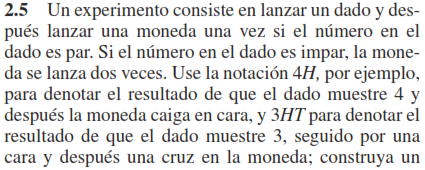 2.5 Un experimento consiste en lanzar un dado y des-
pués lanzar una moneda una vez si el número en el
dado es par. Si el número en el dado es impar, la mone-
da se lanza dos veces. Use la notación 4H, por ejemplo,
para denotar el resultado de que el dado muestre 4 y
después la moneda caiga en cara, y 3HT para denotar el
resultado de que el dado muestre 3, seguido por una
cara y después una cruz en la moneda; construya un